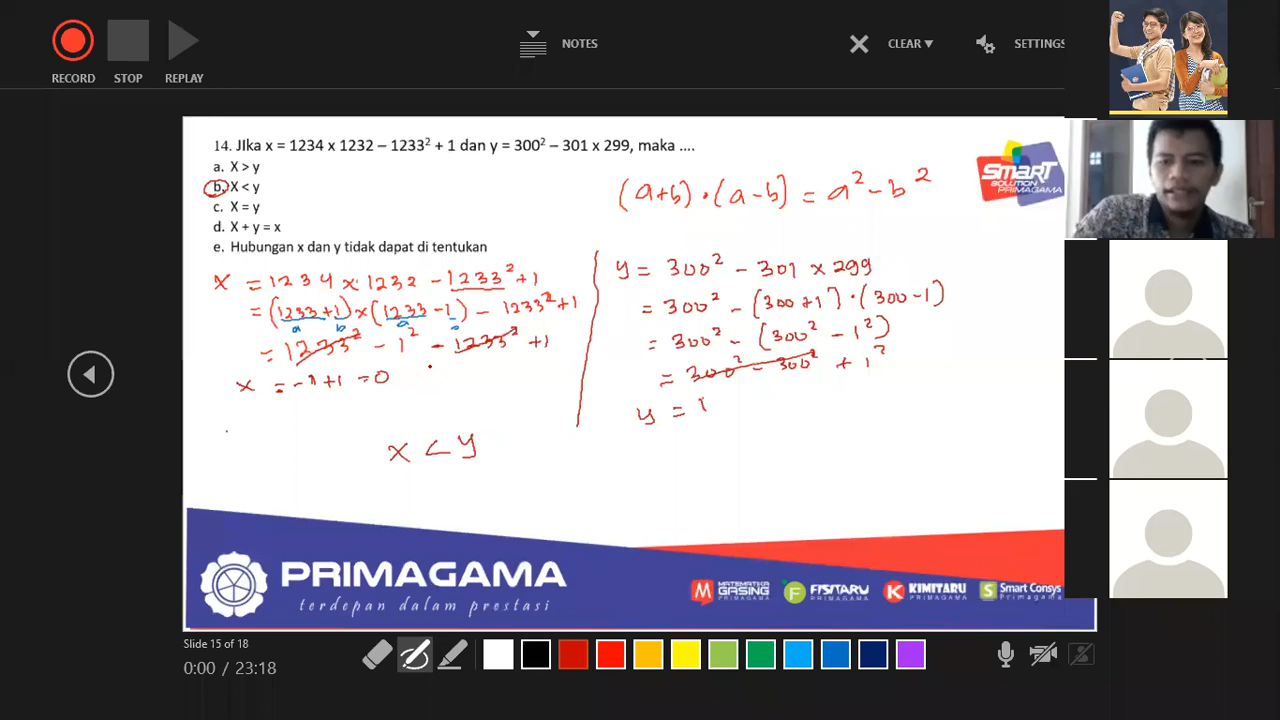 RECORD
STOP
REPLAY
NOTES
CLEAR
SETTINGS
14. JIka x = 1234 x 1232 – 1233² + 1 dan y = 300² – 301 x 299, maka ....
a. X > y
b. X < y
c. X = y
d. X + y = x
e. Hubungan x dan y tidak dapat di tentukan
SMART
SOLUTION
PRIMAGAMA
(a+b) · (a-b) = a² - b²
x = 1234 x 1232 - 1233² + 1
= (1233+1) x (1233-1) - 1233² + 1
a b a
= 1233² - 1² - 1233² + 1
x = -1 + 1 = 0
y = 300² - 301 x 299
= 300² - (300+1) · (300-1)
= 300² - (300² - 1²)
= 300² - 300² + 1²
y = 1
x < y
PRIMAGAMA
terdepan dalam prestasi
MATEMATIKA
GASING
PRIMAGAMA
FISITARU
PRIMAGAMA
KIMITARU
PRIMAGAMA
Smart Consys
Primagama
Slide 15 of 18
0:00 / 23:18